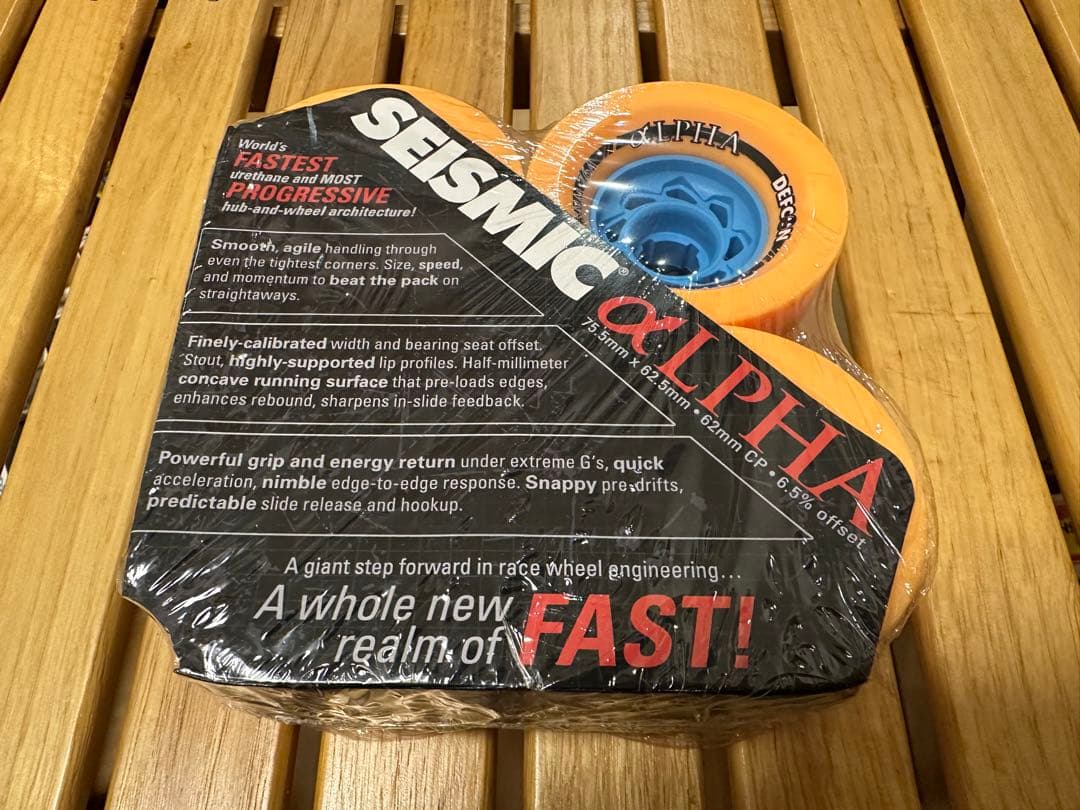 World's
FASTEST
urethane and MOST
PROGRESSIVE
hub-and-wheel architecture!
SEISMIC®
αLPHA
75.5mm x 62.5mm • 62mm CP • 6.5% offset
Smooth, agile handling through
even the tightest corners. Size, speed,
and momentum to beat the pack on
straightaways.
Finely-calibrated width and bearing seat offset.
Stout, highly-supported lip profiles. Half-millimeter
concave running surface that pre-loads edges,
enhances rebound, sharpens in-slide feedback.
Powerful grip and energy return under extreme G's, quick
acceleration, nimble edge-to-edge response. Snappy pre-drifts,
predictable slide release and hookup.
A giant step forward in race wheel engineering...
A whole new
realm of FAST!
αLPHA